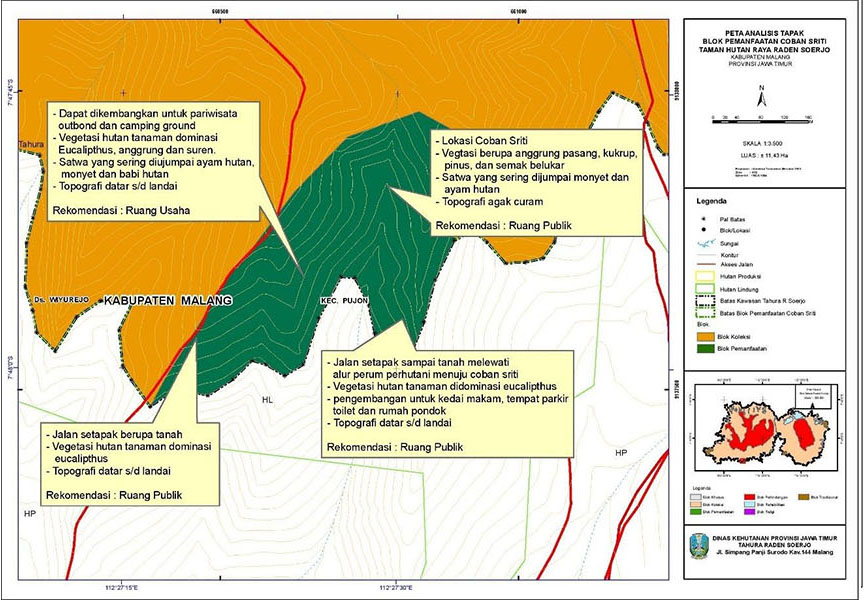 660500
661000
7°47'45"S
9138000
Tahura
- Dapat dikembangkan untuk pariwisata
outbond dan camping ground
- Vegetasi hutan tanaman dominasi
Eucalipthus, anggrung dan suren.
- Satwa yang sering diujumpai ayam hutan,
monyet dan babi hutan
- Topografi datar s/d landai
Rekomendasi : Ruang Usaha
- Lokasi Coban Sriti
- Vegtasi berupa anggrung pasang, kukrup,
pinus, dan semak belukar
- Satwa yang sering dijumpai monyet dan
ayam hutan
- Topografi agak curam
Rekomendasi : Ruang Publik
Ds. WIYUREJO
KABUPATEN MALANG
KEC. PUJON
7°48'0"S
9137500
- Jalan setapak sampai tanah melewati
alur perum perhutani menuju coban sriti
- Vegetasi hutan tanaman didominasi eucalipthus
- pengembangan untuk kedai makam, tempat parkir
toilet dan rumah pondok
- Topografi datar s/d landai
Rekomendasi : Ruang Publik
HL
- Jalan setapak berupa tanah
- Vegetasi hutan tanaman dominasi
eucalipthus
- Topografi datar s/d landai
Rekomendasi : Ruang Publik
HP
HP
112°27'15"E
112°27'30"E
PETA ANALISIS TAPAK
BLOK PEMANFAATAN COBAN SRITI
TAMAN HUTAN RAYA RADEN SOERJO
KABUPATEN MALANG
PROVINSI JAWA TIMUR
N
SKALA 1:3.500
LUAS : ± 11,43 Ha
Legenda
Pal Batas
Blok/Lokasi
Sungai
Kontur
Akses Jalan
Hutan Produksi
Hutan Lindung
Batas Kawasan Tahura R.Soerjo
Batas Blok Pemanfaatan Coban Sriti
Blok
Blok Koleksi
Blok Pemanfaatan
Legenda
Blok Khusus
Blok Perlindungan
Blok Tradisional
Blok Koleksi
Blok Rehabilitasi
Blok Pemanfaatan
Blok Religi
DINAS KEHUTANAN PROVINSI JAWA TIMUR
TAHURA RADEN SOERJO
Jl. Simpang Panji Surodo Kav.144 Malang